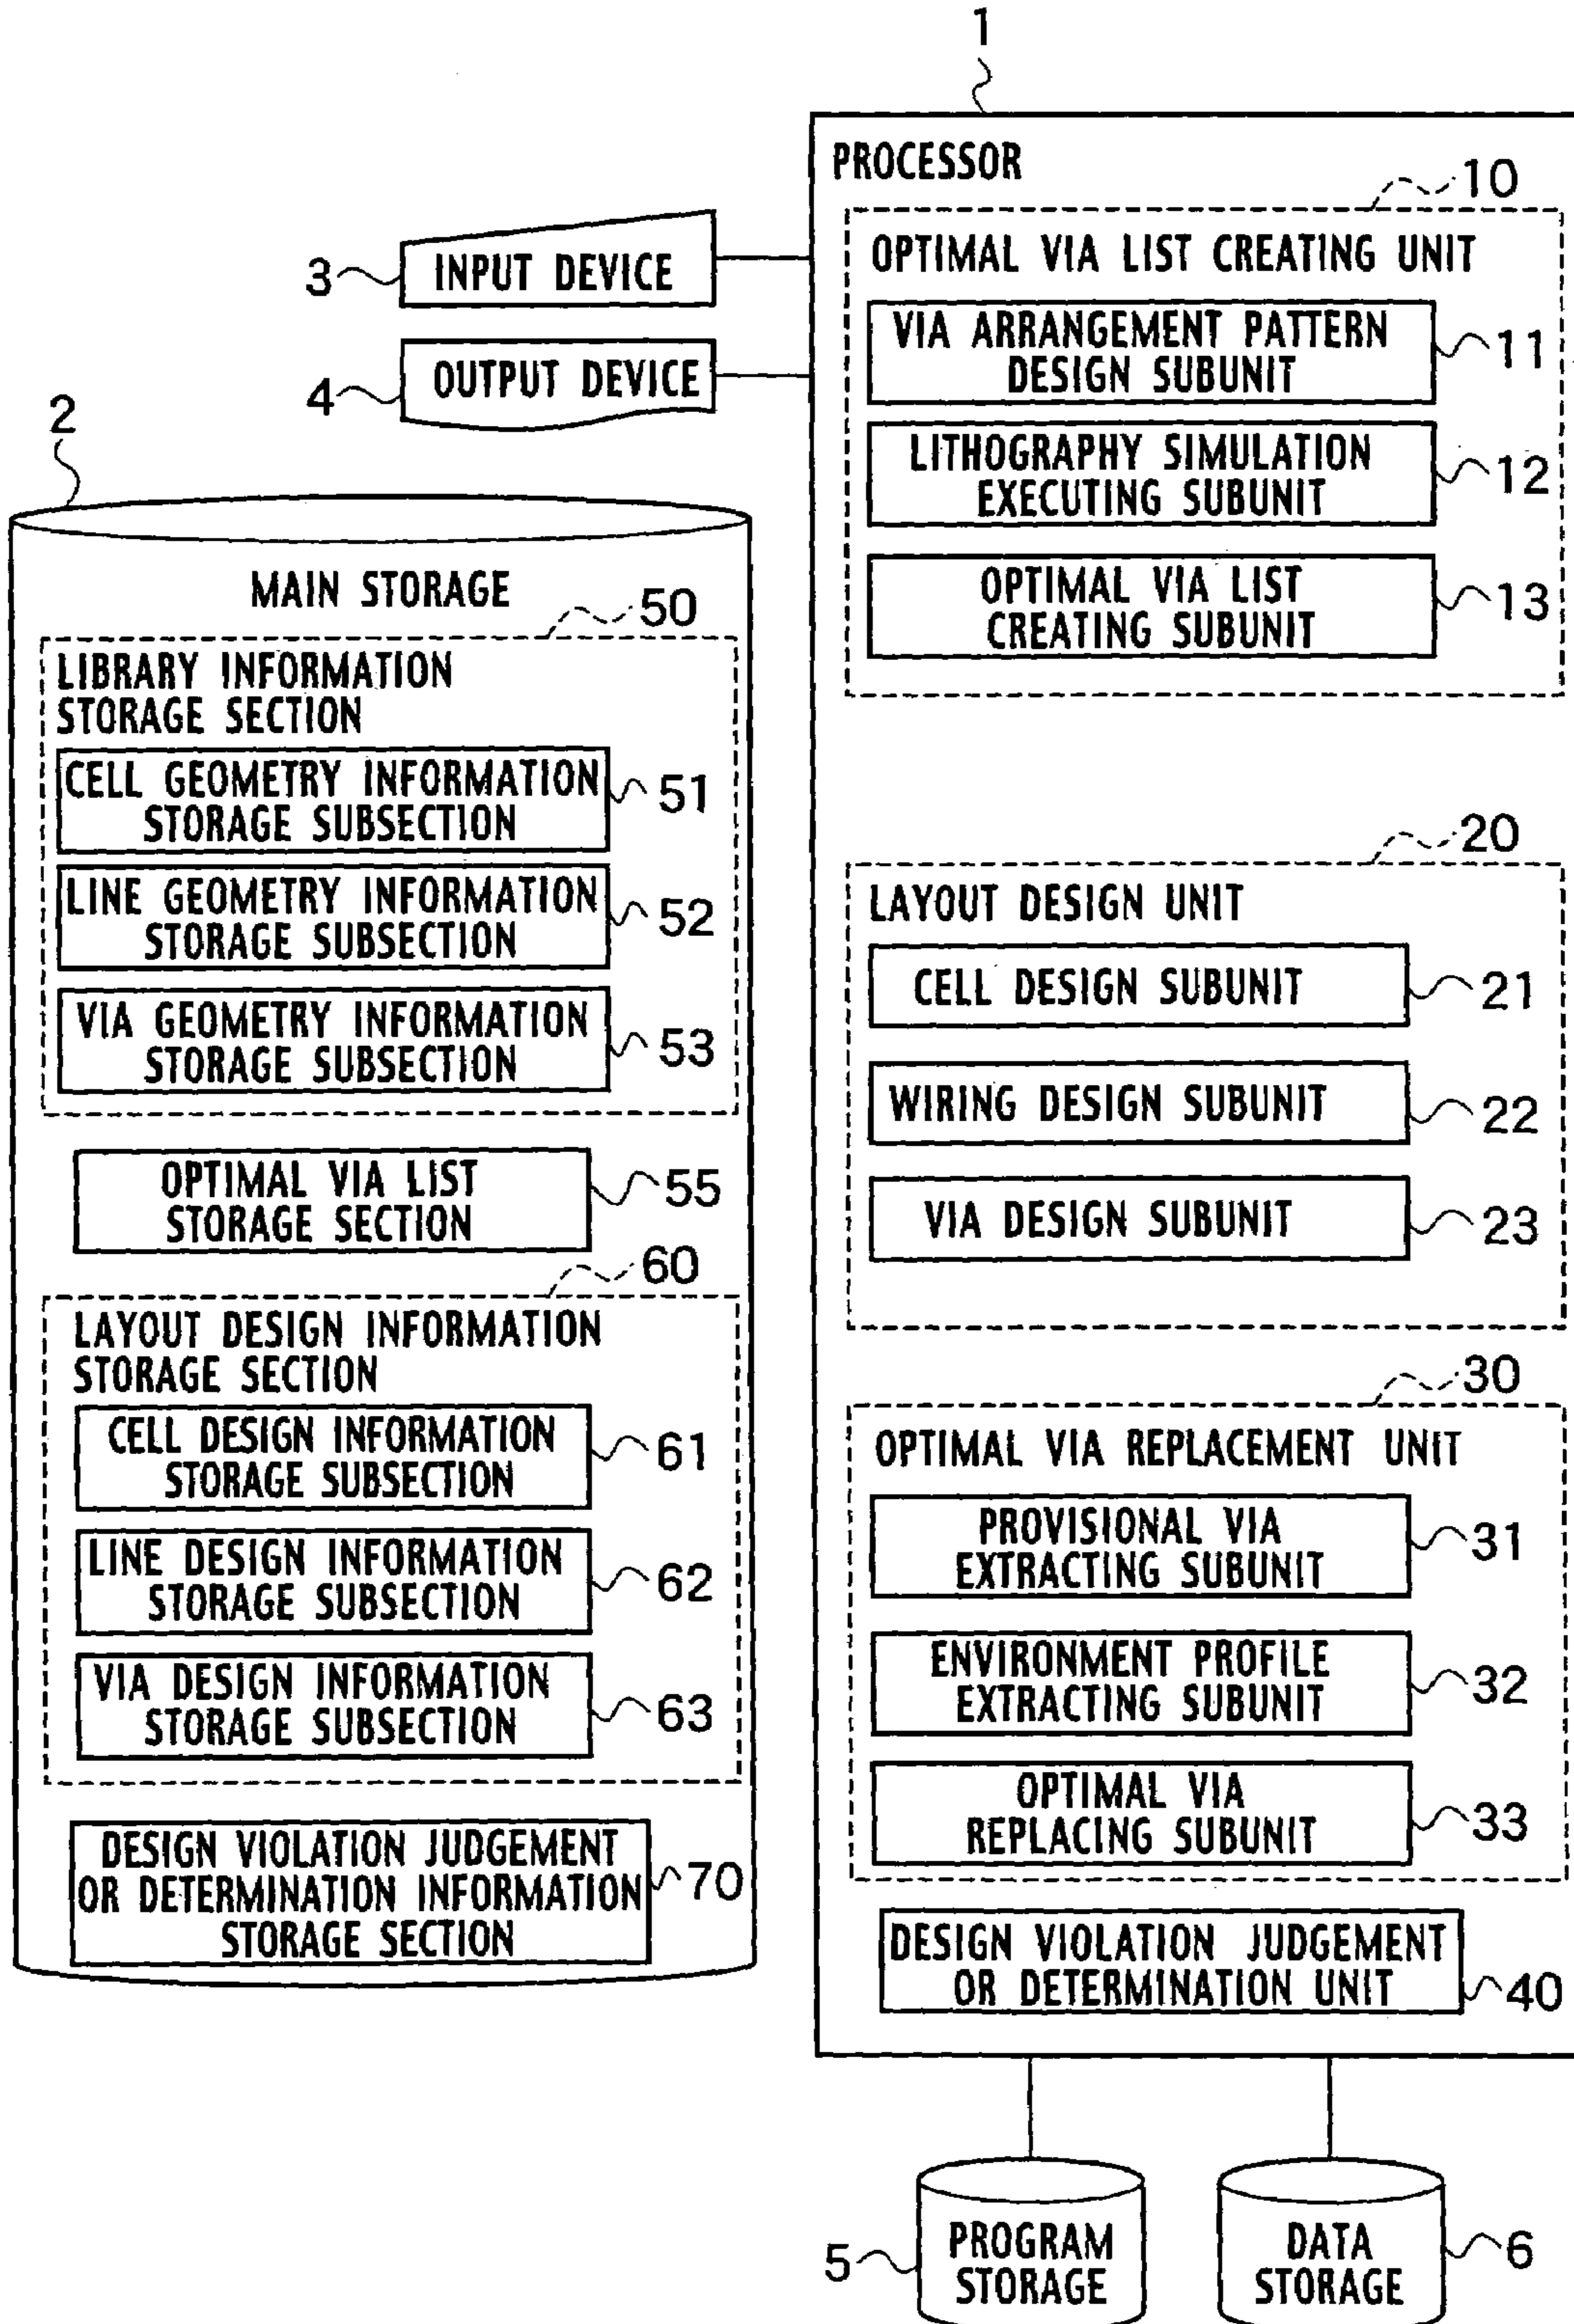 1
PROCESSOR
10
OPTIMAL VIA LIST CREATING UNIT
VIA ARRANGEMENT PATTERN
DESIGN SUBUNIT
11
LITHOGRAPHY SIMULATION
EXECUTING SUBUNIT
12
OPTIMAL VIA LIST
CREATING SUBUNIT
13
3
INPUT DEVICE
4
OUTPUT DEVICE
2
MAIN STORAGE
50
LIBRARY INFORMATION
STORAGE SECTION
CELL GEOMETRY INFORMATION
STORAGE SUBSECTION
51
LINE GEOMETRY INFORMATION
STORAGE SUBSECTION
52
VIA GEOMETRY INFORMATION
STORAGE SUBSECTION
53
OPTIMAL VIA LIST
STORAGE SECTION
55
60
LAYOUT DESIGN INFORMATION
STORAGE SECTION
CELL DESIGN INFORMATION
STORAGE SUBSECTION
61
LINE DESIGN INFORMATION
STORAGE SUBSECTION
62
VIA DESIGN INFORMATION
STORAGE SUBSECTION
63
DESIGN VIOLATION JUDGEMENT
OR DETERMINATION INFORMATION
STORAGE SECTION
70
20
LAYOUT DESIGN UNIT
CELL DESIGN SUBUNIT
21
WIRING DESIGN SUBUNIT
22
VIA DESIGN SUBUNIT
23
30
OPTIMAL VIA REPLACEMENT UNIT
PROVISIONAL VIA
EXTRACTING SUBUNIT
31
ENVIRONMENT PROFILE
EXTRACTING SUBUNIT
32
OPTIMAL VIA
REPLACING SUBUNIT
33
DESIGN VIOLATION JUDGEMENT
OR DETERMINATION UNIT
40
5
PROGRAM
STORAGE
DATA
STORAGE
6